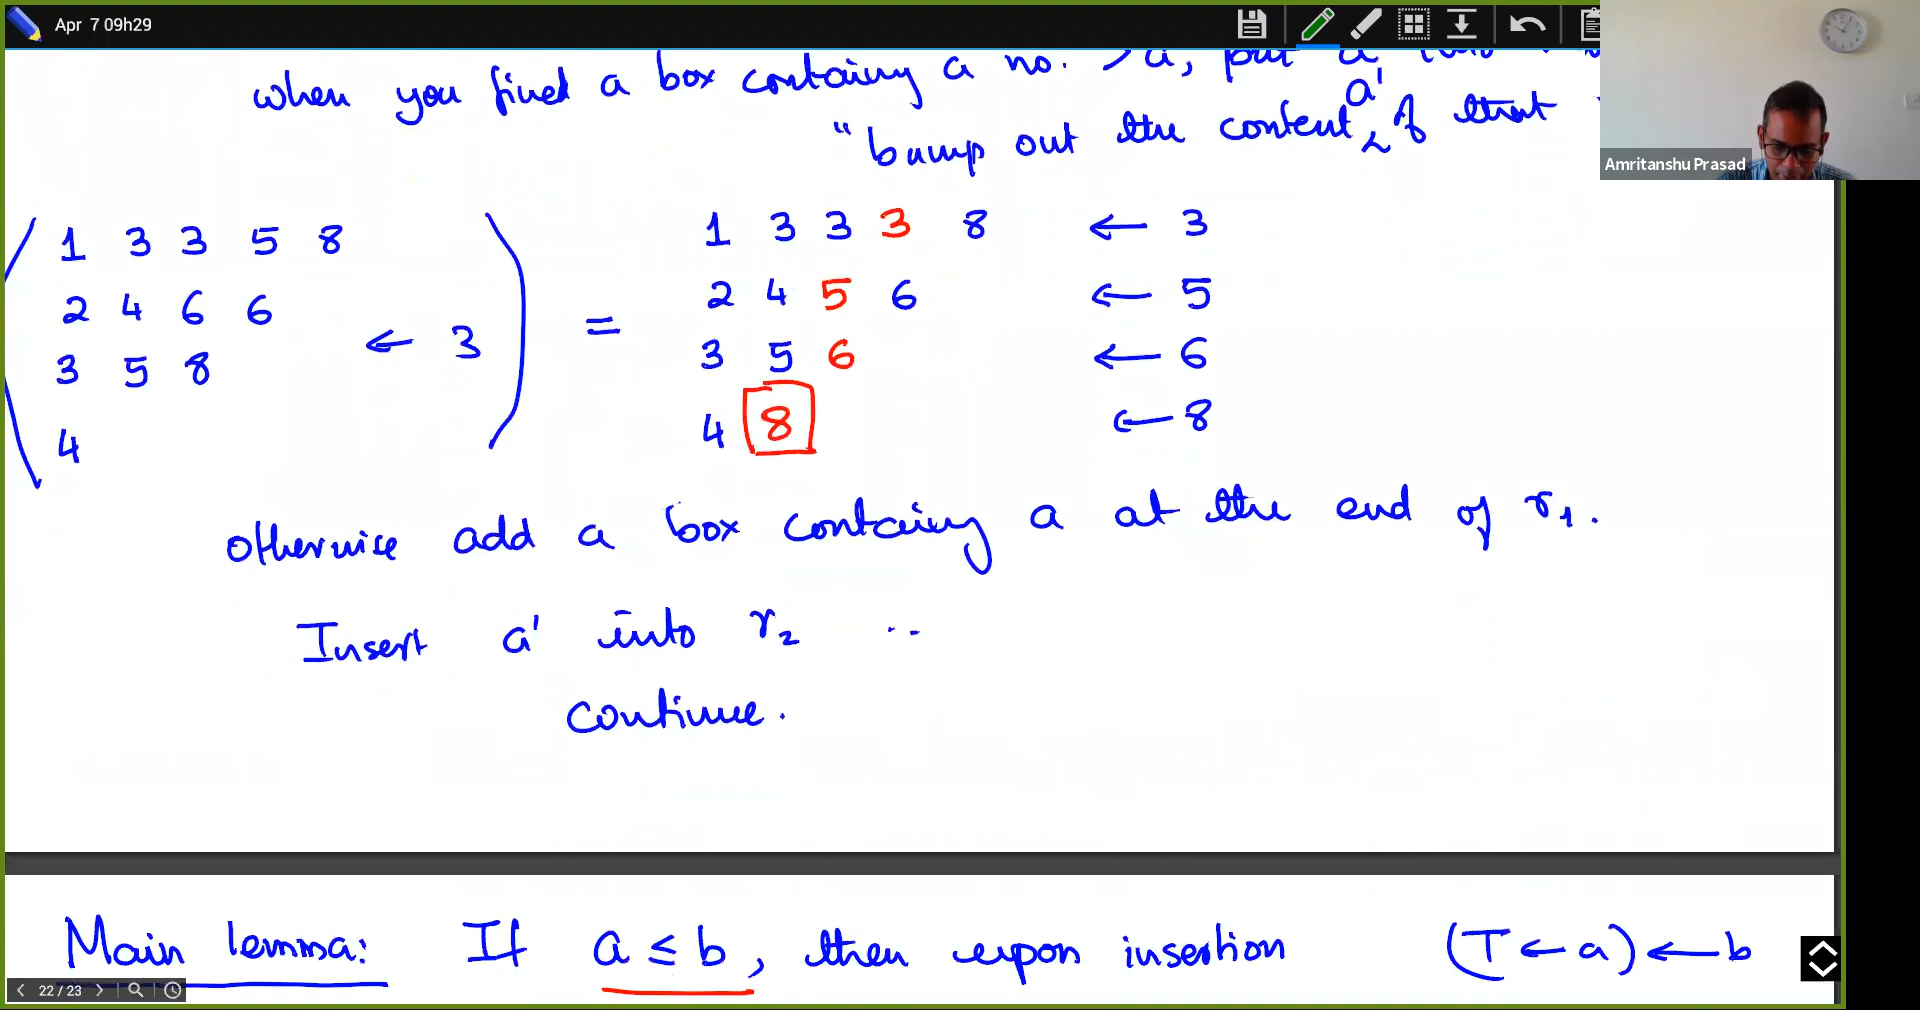 Apr 7 09h29
when you find a box containing a no. > a, put a
a'
"bump out the content of that
Amritanshu Prasad
1 3 3 5 8
2 4 6 6
3 5 8
4
← 3
=
1 3 3 3 8 ← 3
2 4 5 6 ← 5
3 5 6 ← 6
4 8 ← 8
otherwise add a box containing a at the end of r₁.
Insert a' into r₂ ..
continue.
Main lemma: If a ≤ b, then upon insertion (T ← a) ← b
22 / 23